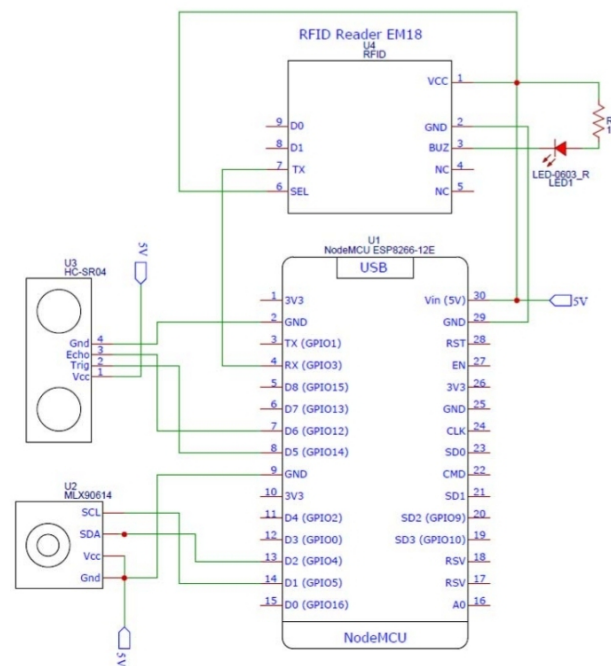 RFID Reader EM18
U4
RFID
VCC 1
GND 2
BUZ 3
NC 4
NC 5
9 D0
8 D1
7 TX
6 SEL
R
1
LED-0603_R
LED1
U1
NodeMCU ESP8266-12E
USB
5V
U3
HC-SR04
Gnd 4
Echo 3
Trig 2
Vcc 1
1 3V3
2 GND
3 TX (GPIO1)
4 RX (GPIO3)
5 D8 (GPIO15)
6 D7 (GPIO13)
7 D6 (GPIO12)
8 D5 (GPIO14)
9 GND
10 3V3
11 D4 (GPIO2)
12 D3 (GPIO0)
13 D2 (GPIO4)
14 D1 (GPIO5)
15 D0 (GPIO16)
Vin (5V) 30
GND 29
RST 28
EN 27
3V3 26
GND 25
CLK 24
SD0 23
CMD 22
SD1 21
SD2 (GPIO9) 20
SD3 (GPIO10) 19
RSV 18
RSV 17
A0 16
5V
U2
MLX90614
SCL
SDA
Vcc
Gnd
5V
NodeMCU